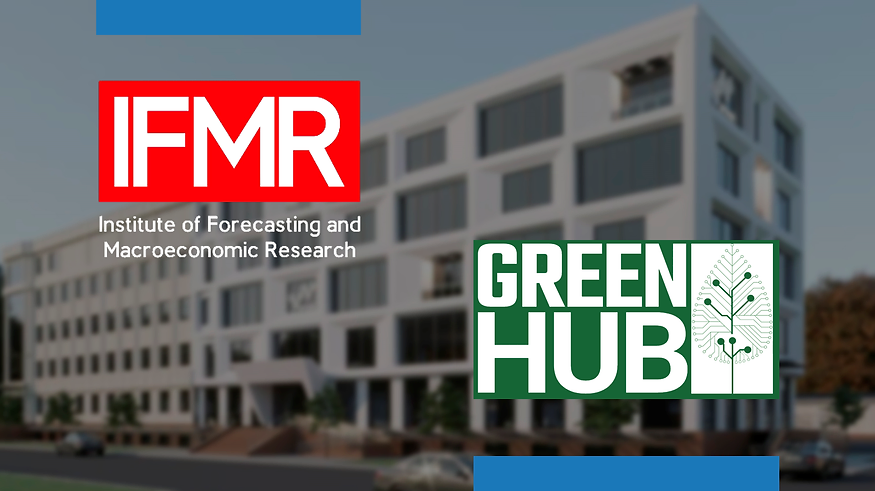 IFMR
Institute of Forecasting and
Macroeconomic Research
GREEN
HUB